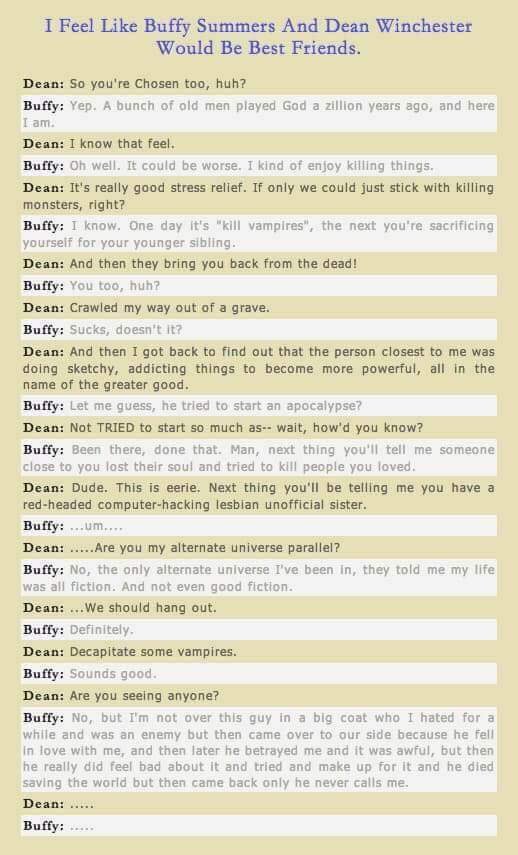 I Feel Like Buffy Summers And Dean Winchester
Would Be Best Friends.
Dean: So you're Chosen too, huh?
Buffy: Yep. A bunch of old men played God a zillion years ago, and here
I am.
Dean: I know that feel.
Buffy: Oh well. It could be worse. I kind of enjoy killing things.
Dean: It's really good stress relief. If only we could just stick with killing
monsters, right?
Buffy: I know. One day it's "kill vampires", the next you're sacrificing
yourself for your younger sibling.
Dean: And then they bring you back from the dead!
Buffy: You too, huh?
Dean: Crawled my way out of a grave.
Buffy: Sucks, doesn't it?
Dean: And then I got back to find out that the person closest to me was
doing sketchy, addicting things to become more powerful, all in the
name of the greater good.
Buffy: Let me guess, he tried to start an apocalypse?
Dean: Not TRIED to start so much as-- wait, how'd you know?
Buffy: Been there, done that. Man, next thing you'll tell me someone
close to you lost their soul and tried to kill people you loved.
Dean: Dude. This is eerie. Next thing you'll be telling me you have a
red-headed computer-hacking lesbian unofficial sister.
Buffy: ...um....
Dean: .....Are you my alternate universe parallel?
Buffy: No, the only alternate universe I've been in, they told me my life
was all fiction. And not even good fiction.
Dean: ...We should hang out.
Buffy: Definitely.
Dean: Decapitate some vampires.
Buffy: Sounds good.
Dean: Are you seeing anyone?
Buffy: No, but I'm not over this guy in a big coat who I hated for a
while and was an enemy but then came over to our side because he fell
in love with me, and then later he betrayed me and it was awful, but then
he really did feel bad about it and tried and make up for it and he died
saving the world but then came back only he never calls me.
Dean: .....
Buffy: .....